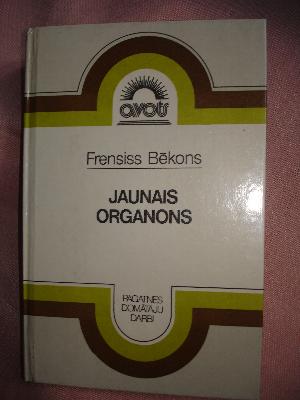 avots
Frensiss Bēkons
JAUNAIS
ORGANONS
PAGĀTNES
DOMĀTĀJU
DARBI